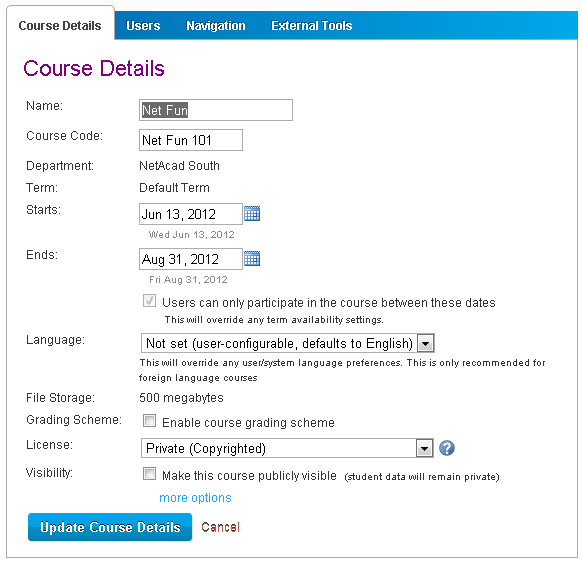 Course Details Users Navigation External Tools
Course Details
Name: Net Fun
Course Code: Net Fun 101
Department: NetAcad South
Term: Default Term
Starts: Jun 13, 2012
Wed Jun 13, 2012
Ends: Aug 31, 2012
Fri Aug 31, 2012
Users can only participate in the course between these dates
This will override any term availability settings.
Language: Not set (user-configurable, defaults to English)
This will override any user/system language preferences. This is only recommended for
foreign language courses
File Storage: 500 megabytes
Grading Scheme: Enable course grading scheme
License: Private (Copyrighted) ?
Visibility: Make this course publicly visible (student data will remain private)
more options
Update Course Details Cancel